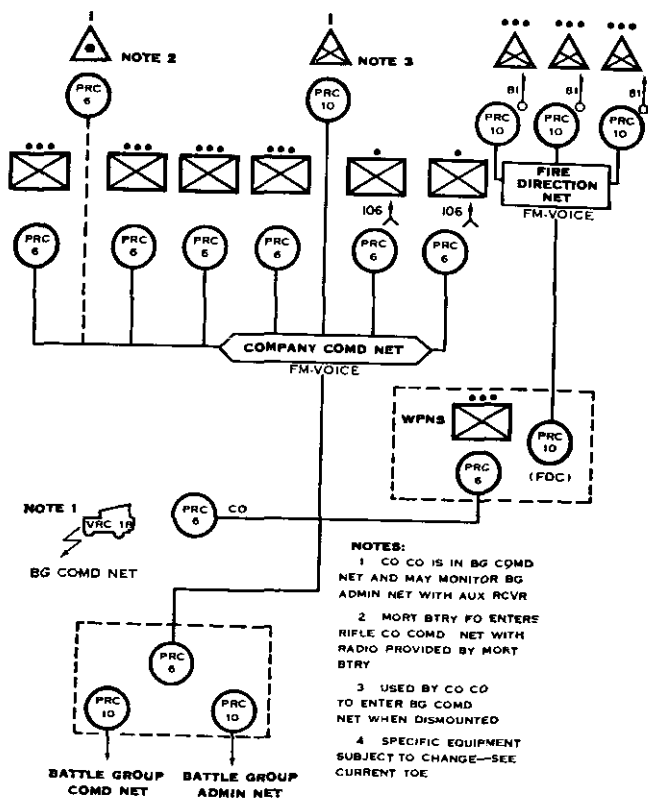 I
NOTE 2
PRC
6
I
NOTE 3
PRC
10
81
81
81
PRC
10
PRC
10
PRC
10
FIRE
DIRECTION
NET
FM-VOICE
106
106
PRC
6
PRC
6
PRC
6
PRC
6
PRC
6
PRC
6
COMPANY COMD NET
FM-VOICE
WPNS
PRC
6
PRC
10
(FDC)
NOTE 1
VRC 18
BG COMD NET
PRC
6
CO
PRC
6
PRC
10
PRC
10
BATTLE GROUP
COMD NET
BATTLE GROUP
ADMIN NET
NOTES:
1 CO CO IS IN BG COMD
NET AND MAY MONITOR BG
ADMIN NET WITH AUX RCVR
2 MORT BTRY FO ENTERS
RIFLE CO COMD NET WITH
RADIO PROVIDED BY MORT
BTRY
3 USED BY CO CO
TO ENTER BG COMD
NET WHEN DISMOUNTED
4 SPECIFIC EQUIPMENT
SUBJECT TO CHANGE—SEE
CURRENT TOE